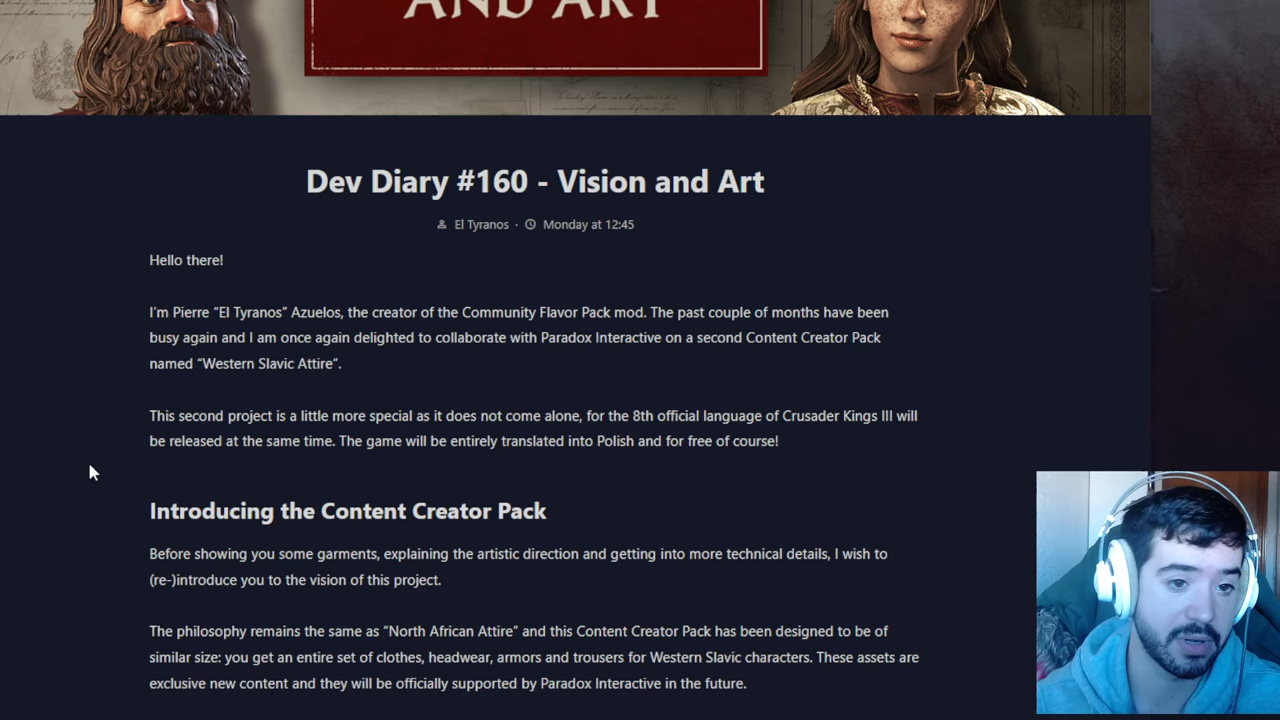 AND ART
Dev Diary #160 - Vision and Art
El Tyranos · Monday at 12:45
Hello there!
I'm Pierre “El Tyranos” Azuelos, the creator of the Community Flavor Pack mod. The past couple of months have been
busy again and I am once again delighted to collaborate with Paradox Interactive on a second Content Creator Pack
named “Western Slavic Attire”.
This second project is a little more special as it does not come alone, for the 8th official language of Crusader Kings III will
be released at the same time. The game will be entirely translated into Polish and for free of course!
Introducing the Content Creator Pack
Before showing you some garments, explaining the artistic direction and getting into more technical details, I wish to
(re-)introduce you to the vision of this project.
The philosophy remains the same as “North African Attire” and this Content Creator Pack has been designed to be of
similar size: you get an entire set of clothes, headwear, armors and trousers for Western Slavic characters. These assets are
exclusive new content and they will be officially supported by Paradox Interactive in the future.